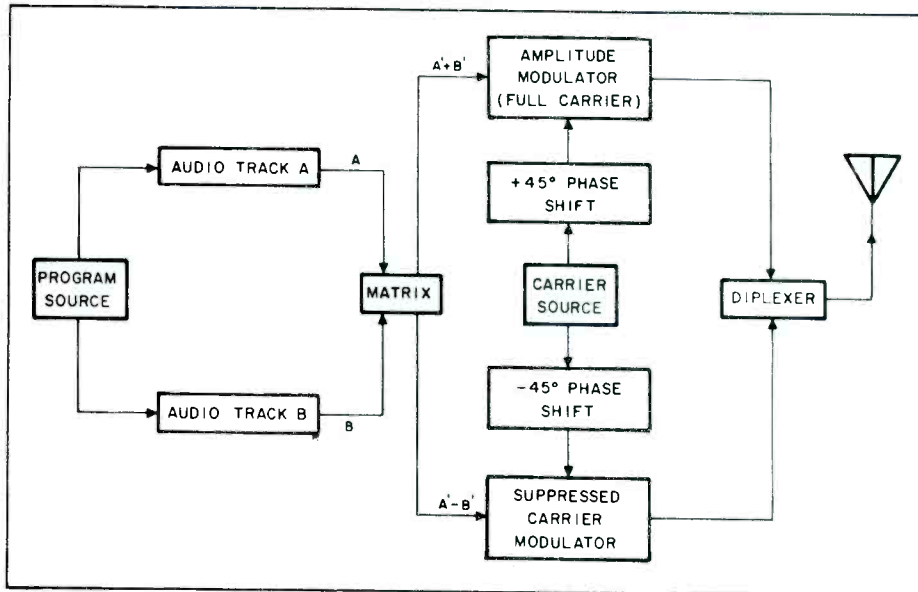 A'+B'
AMPLITUDE
MODULATOR
(FULL CARRIER)
AUDIO TRACK A
A
+45° PHASE
SHIFT
PROGRAM
SOURCE
MATRIX
CARRIER
SOURCE
DIPLEXER
-45° PHASE
SHIFT
AUDIO TRACK B
B
A'-B'
SUPPRESSED
CARRIER
MODULATOR